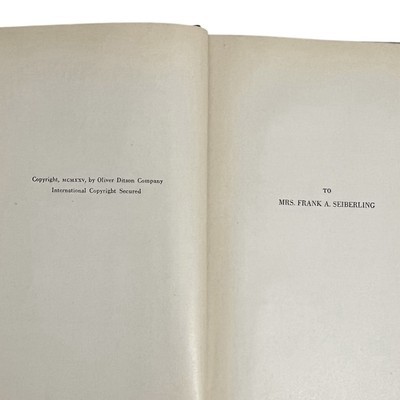 Copyright, MCMXXV, by Oliver Ditson Company
International Copyright Secured
TO
MRS. FRANK A. SEIBERLING